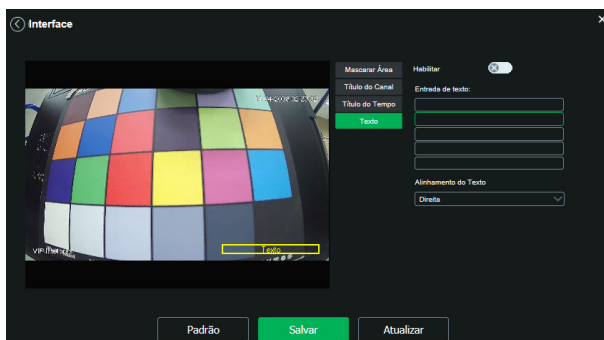 Interface
Mascarar Área
Título do Canal
Título do Tempo
Texto
Habilitar
Entrada de texto:
Alinhamento do Texto
Direita
Texto
Padrão
Salvar
Atualizar